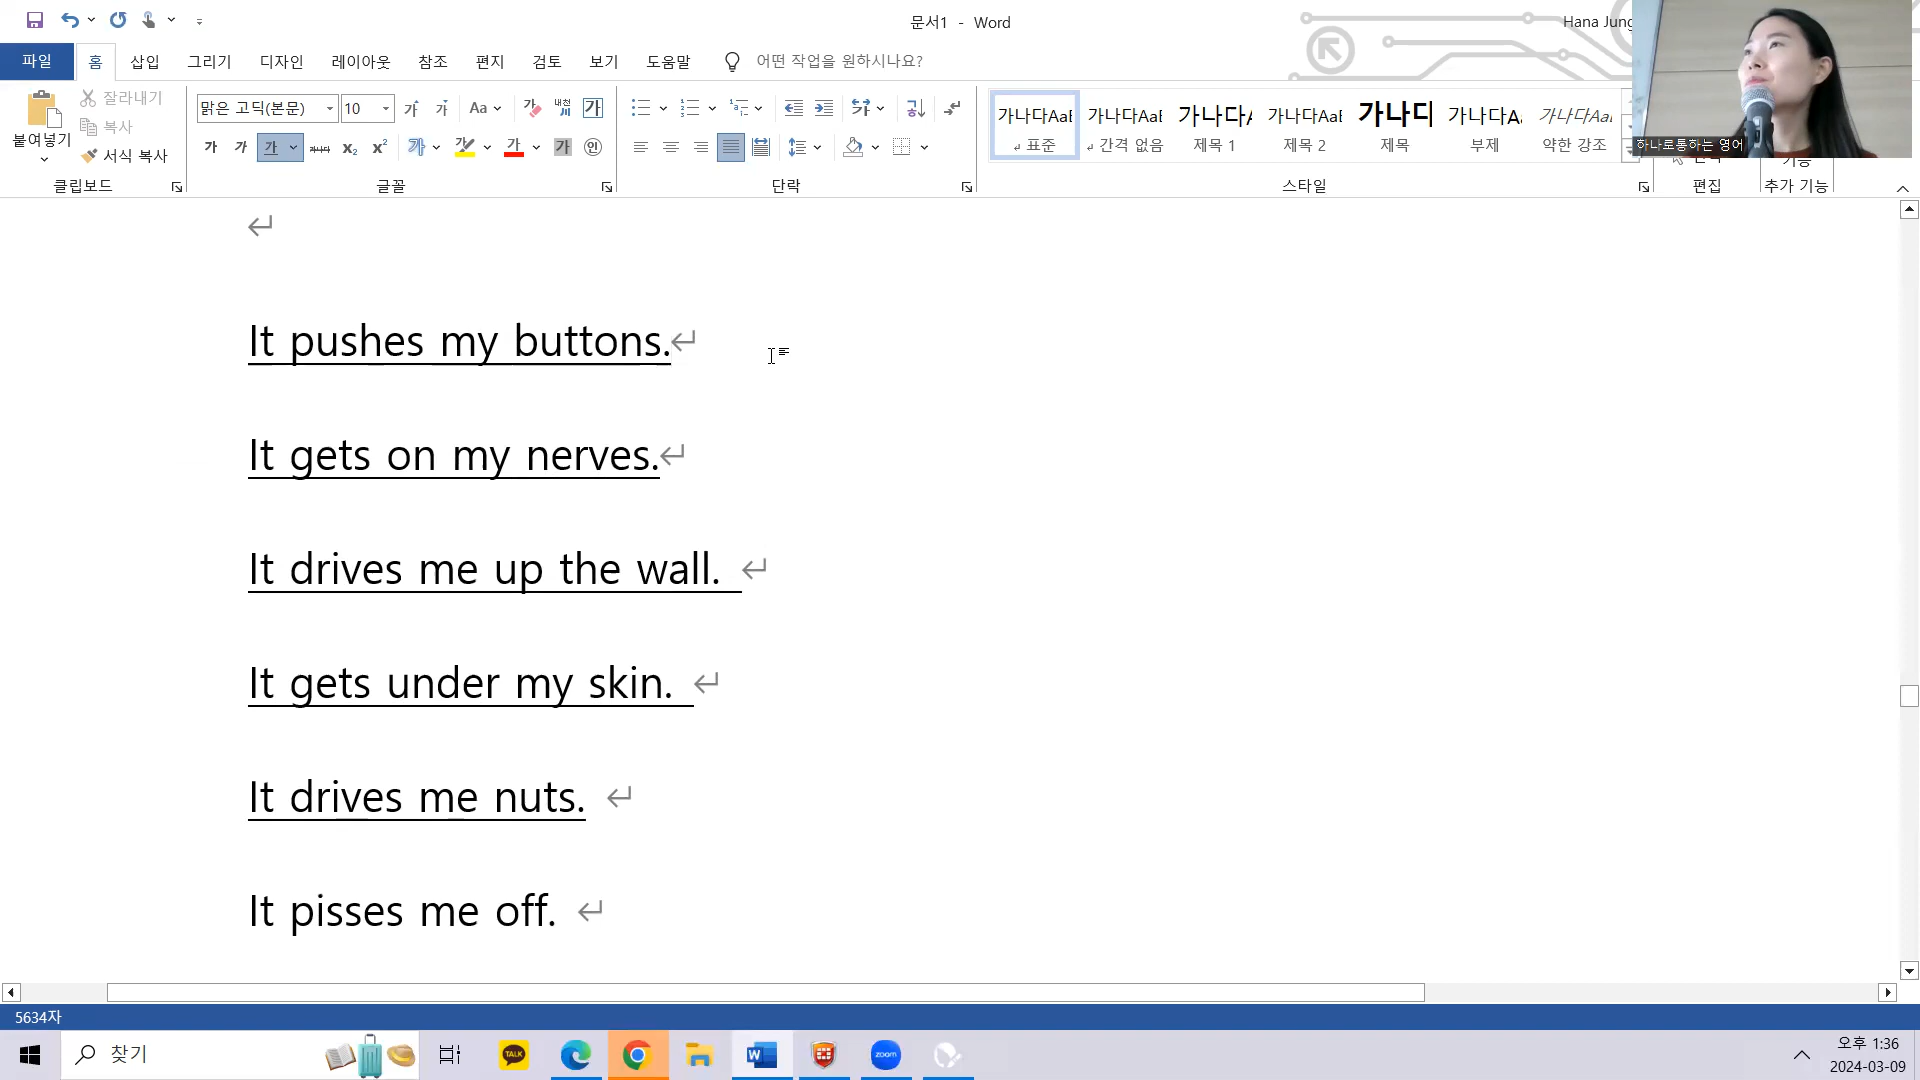 문서1 - Word
Hana Jung
파일 홈 삽입 그리기 디자인 레이아웃 참조 편지 검토 보기 도움말 어떤 작업을 원하시나요?
붙여넣기 잘라내기
복사
서식 복사
맑은 고딕(본문) 10
가나다AaB 가나다AaB 가나다A 가나다AaB 가나다 가나다Aa 가나다Aa
표준 간격 없음 제목 1 제목 2 제목 부제 약한 강조
클립보드 글꼴 단락 스타일 편집 추가 기능
하나로통하는 영어
It pushes my buttons.
It gets on my nerves.
It drives me up the wall.
It gets under my skin.
It drives me nuts.
It pisses me off.
5634자
찾기
TALK
zoom
오후 1:36
2024-03-09